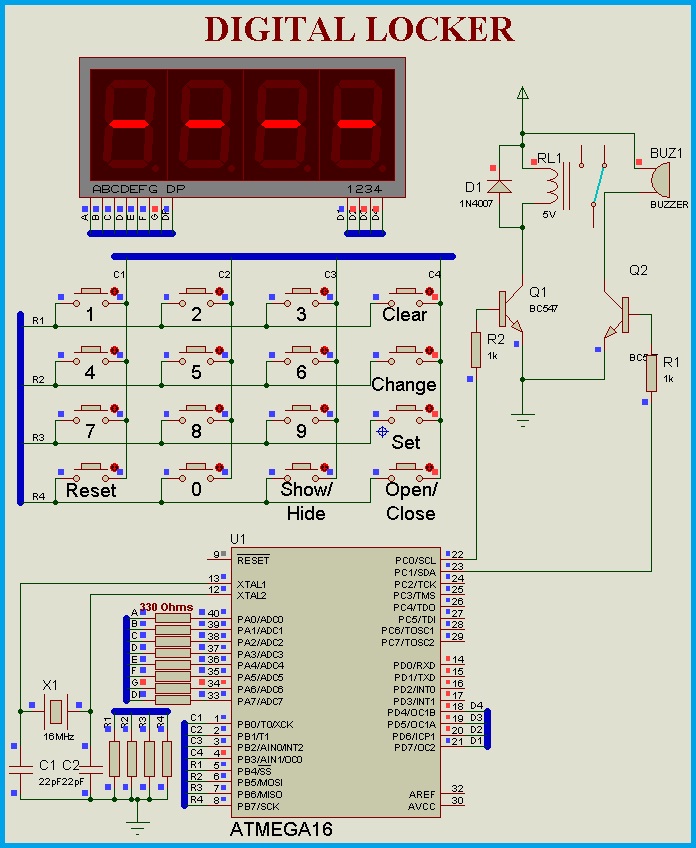 DIGITAL LOCKER
ABCDEFG DP
1234
A B C D E F G DP
D1 D2 D3 D4
RL1
5V
BUZ1
BUZZER
D1
1N4007
Q1
BC547
Q2
BC5
R2
1k
R1
1k
C1 C2 C3 C4
R1 1 2 3 Clear
R2 4 5 6 Change
R3 7 8 9 Set
R4 Reset 0 Show/ Open/
Hide Close
U1
9 RESET
13 XTAL1
12 XTAL2
330 Ohms
A 40 PA0/ADC0
B 39 PA1/ADC1
C 38 PA2/ADC2
D 37 PA3/ADC3
E 36 PA4/ADC4
F 35 PA5/ADC5
G 34 PA6/ADC6
DP 33 PA7/ADC7
C1 1 PB0/T0/XCK
C2 2 PB1/T1
C3 3 PB2/AIN0/INT2
C4 4 PB3/AIN1/OC0
R1 5 PB4/SS
R2 6 PB5/MOSI
R3 7 PB6/MISO
R4 8 PB7/SCK
PC0/SCL 22
PC1/SDA 23
PC2/TCK 24
PC3/TMS 25
PC4/TDO 26
PC5/TDI 27
PC6/TOSC1 28
PC7/TOSC2 29
PD0/RXD 14
PD1/TXD 15
PD2/INT0 16
PD3/INT1 17
PD4/OC1B 18 D4
PD5/OC1A 19 D3
PD6/ICP1 20 D2
PD7/OC2 21 D1
AREF 32
AVCC 30
ATMEGA16
X1
16MHz
R1 R2 R3 R4
C1 C2
22pF22pF